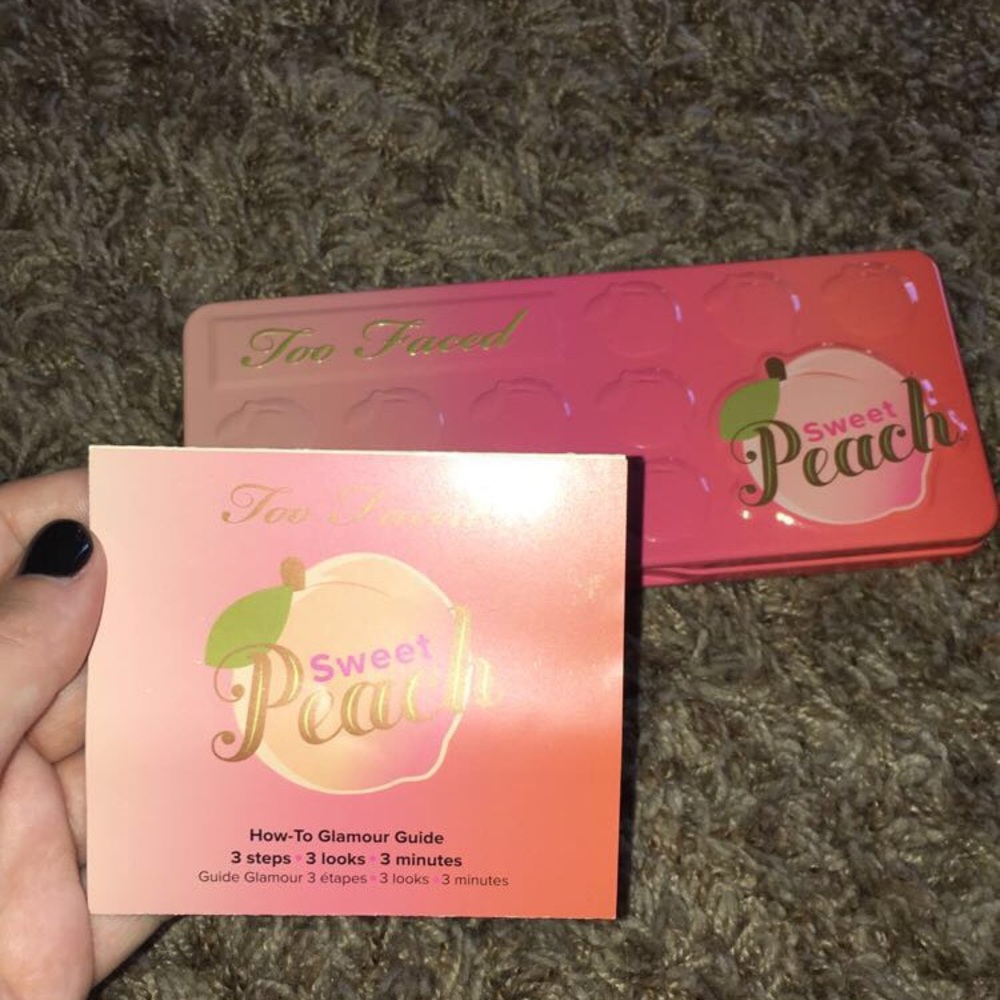 Too Faced
Sweet
Peach
Too Faced
Sweet
Peach
How-To Glamour Guide
3 steps • 3 looks • 3 minutes
Guide Glamour 3 étapes • 3 looks • 3 minutes